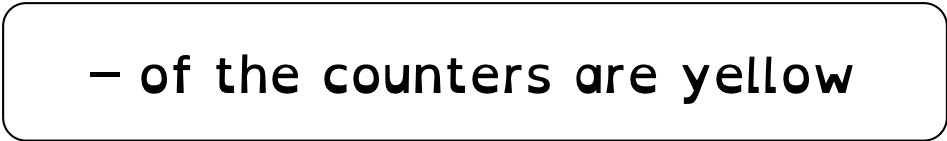 – of the counters are yellow